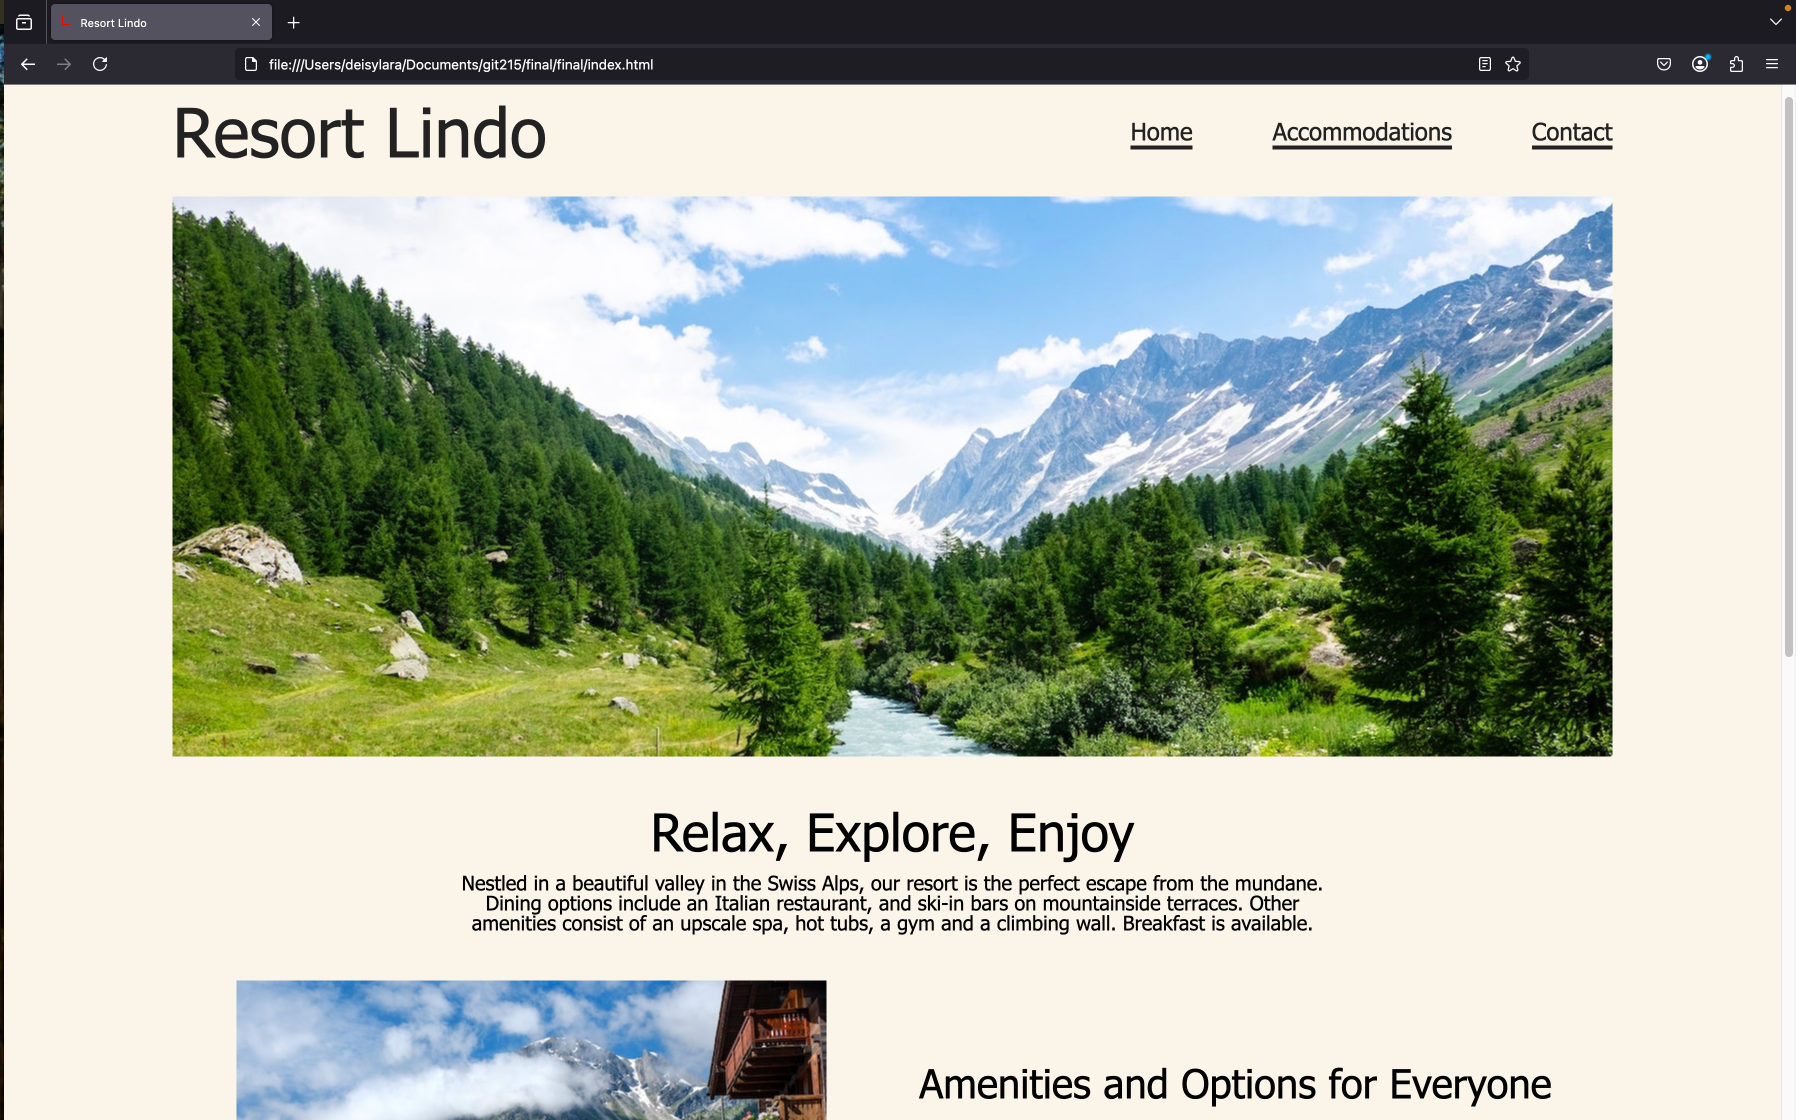 Resort Lindo
file:///Users/deisylara/Documents/git215/final/final/index.html
Resort Lindo
Home Accommodations Contact
Relax, Explore, Enjoy
Nestled in a beautiful valley in the Swiss Alps, our resort is the perfect escape from the mundane.
Dining options include an Italian restaurant, and ski-in bars on mountainside terraces. Other
amenities consist of an upscale spa, hot tubs, a gym and a climbing wall. Breakfast is available.
Amenities and Options for Everyone